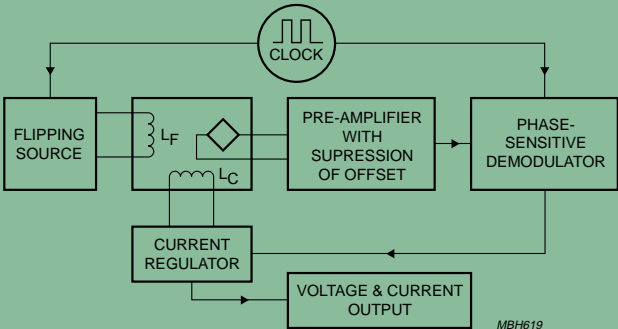 CLOCK
FLIPPING
SOURCE
LF
LC
PRE-AMPLIFIER
WITH
SUPRESSION
OF OFFSET
PHASE-
SENSITIVE
DEMODULATOR
CURRENT
REGULATOR
VOLTAGE & CURRENT
OUTPUT
MBH619